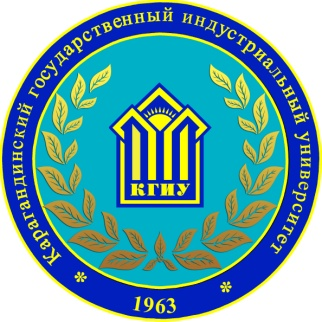 Карагандинский государственный индустриальный университет
КГИУ
1963